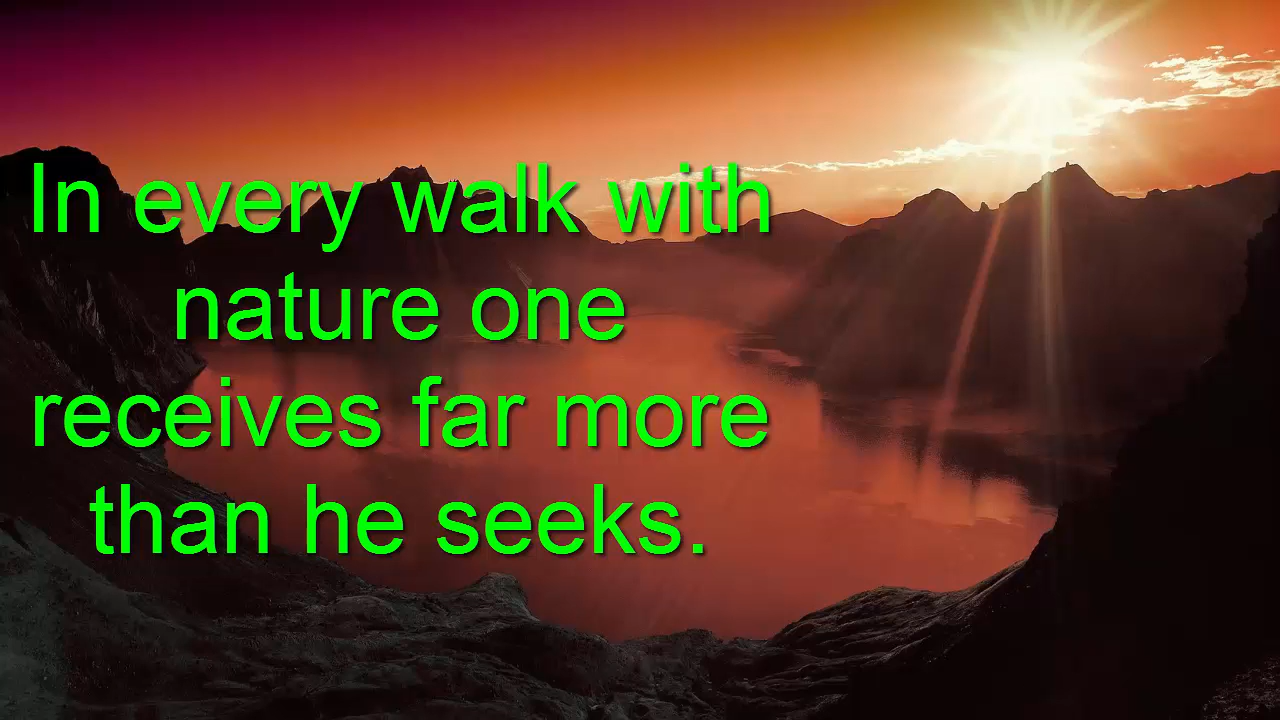 In every walk with
nature one
receives far more
than he seeks.